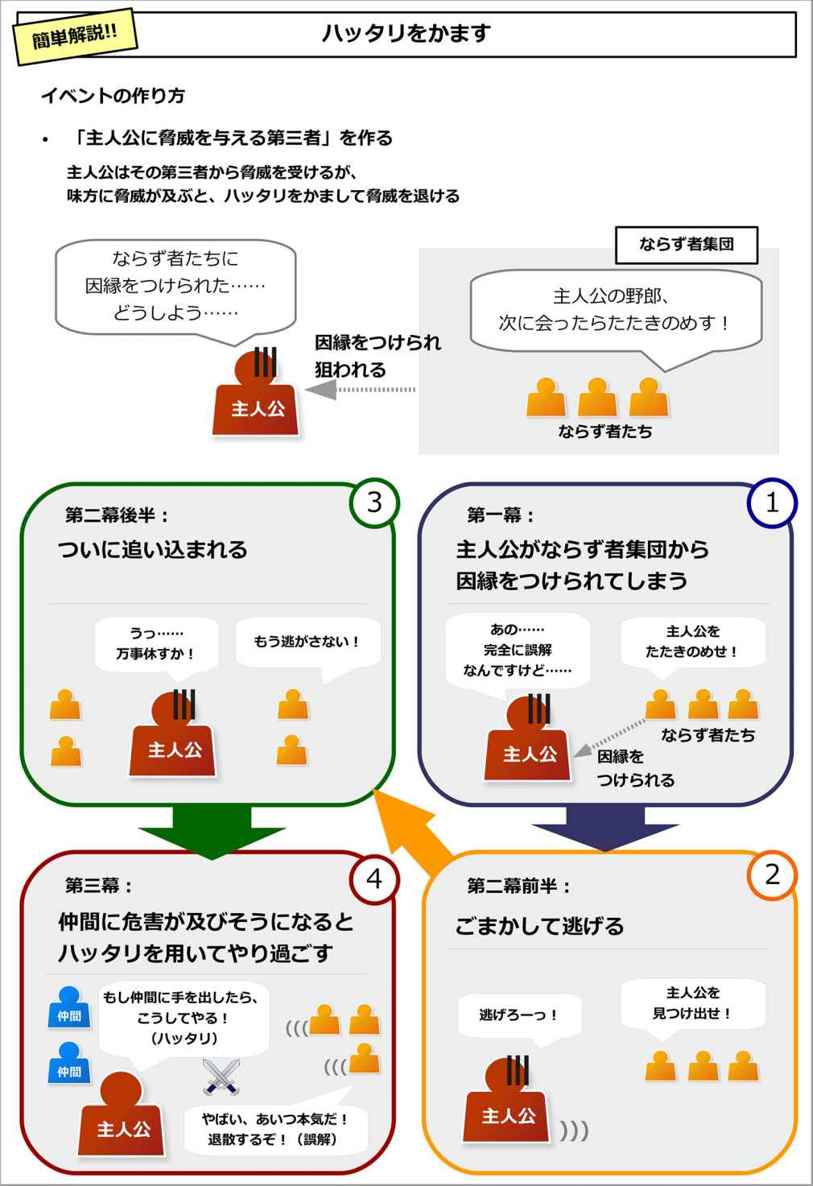 簡単解説!!
ハッタリをかます
イベントの作り方
• 「主人公に脅威を与える第三者」を作る
主人公はその第三者から脅威を受けるが、
味方に脅威が及ぶと、ハッタリをかまして脅威を退ける
ならず者たちに
因縁をつけられた……
どうしよう……
主人公
因縁をつけられ
狙われる
ならず者集団
主人公の野郎、
次に会ったらたたきのめす！
ならず者たち
1
第一幕：
主人公がならず者集団から
因縁をつけられてしまう
あの……
完全に誤解
なんですけど……
主人公を
たたきのめせ！
主人公
ならず者たち
因縁を
つけられる
2
第二幕前半：
ごまかして逃げる
逃げろーっ！
主人公を
見つけ出せ！
主人公
3
第二幕後半：
ついに追い込まれる
うっ……
万事休すか！
もう逃がさない！
主人公
4
第三幕：
仲間に危害が及びそうになると
ハッタリを用いてやり過ごす
仲間
仲間
もし仲間に手を出したら、
こうしてやる！
（ハッタリ）
主人公
やばい、あいつ本気だ！
退散するぞ！（誤解）